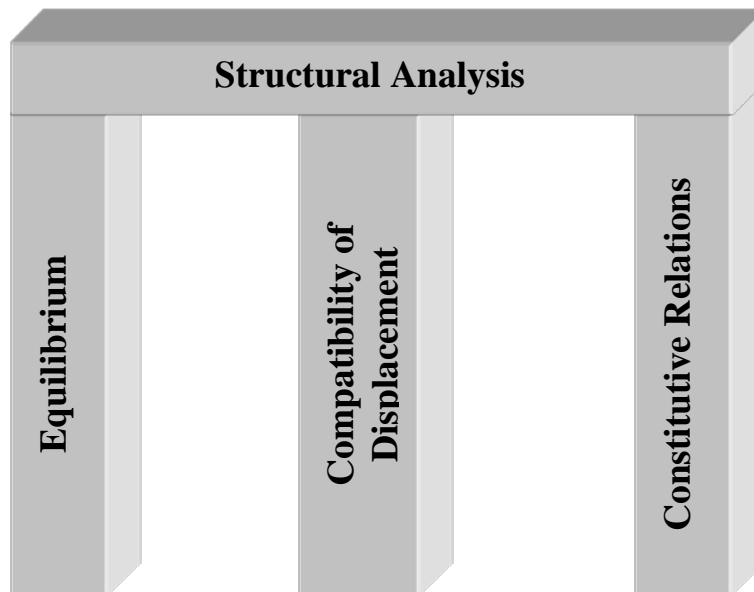 Structural Analysis
Equilibrium
Compatibility of
Displacement
Constitutive Relations